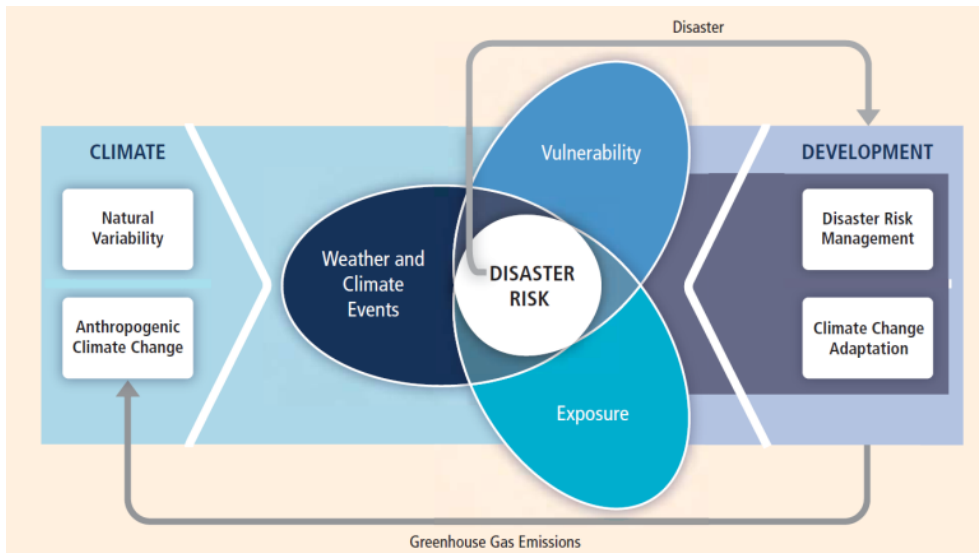 Disaster
CLIMATE
Natural
Variability
Anthropogenic
Climate Change
Weather and
Climate
Events
Vulnerability
DISASTER
RISK
Exposure
DEVELOPMENT
Disaster Risk
Management
Climate Change
Adaptation
Greenhouse Gas Emissions